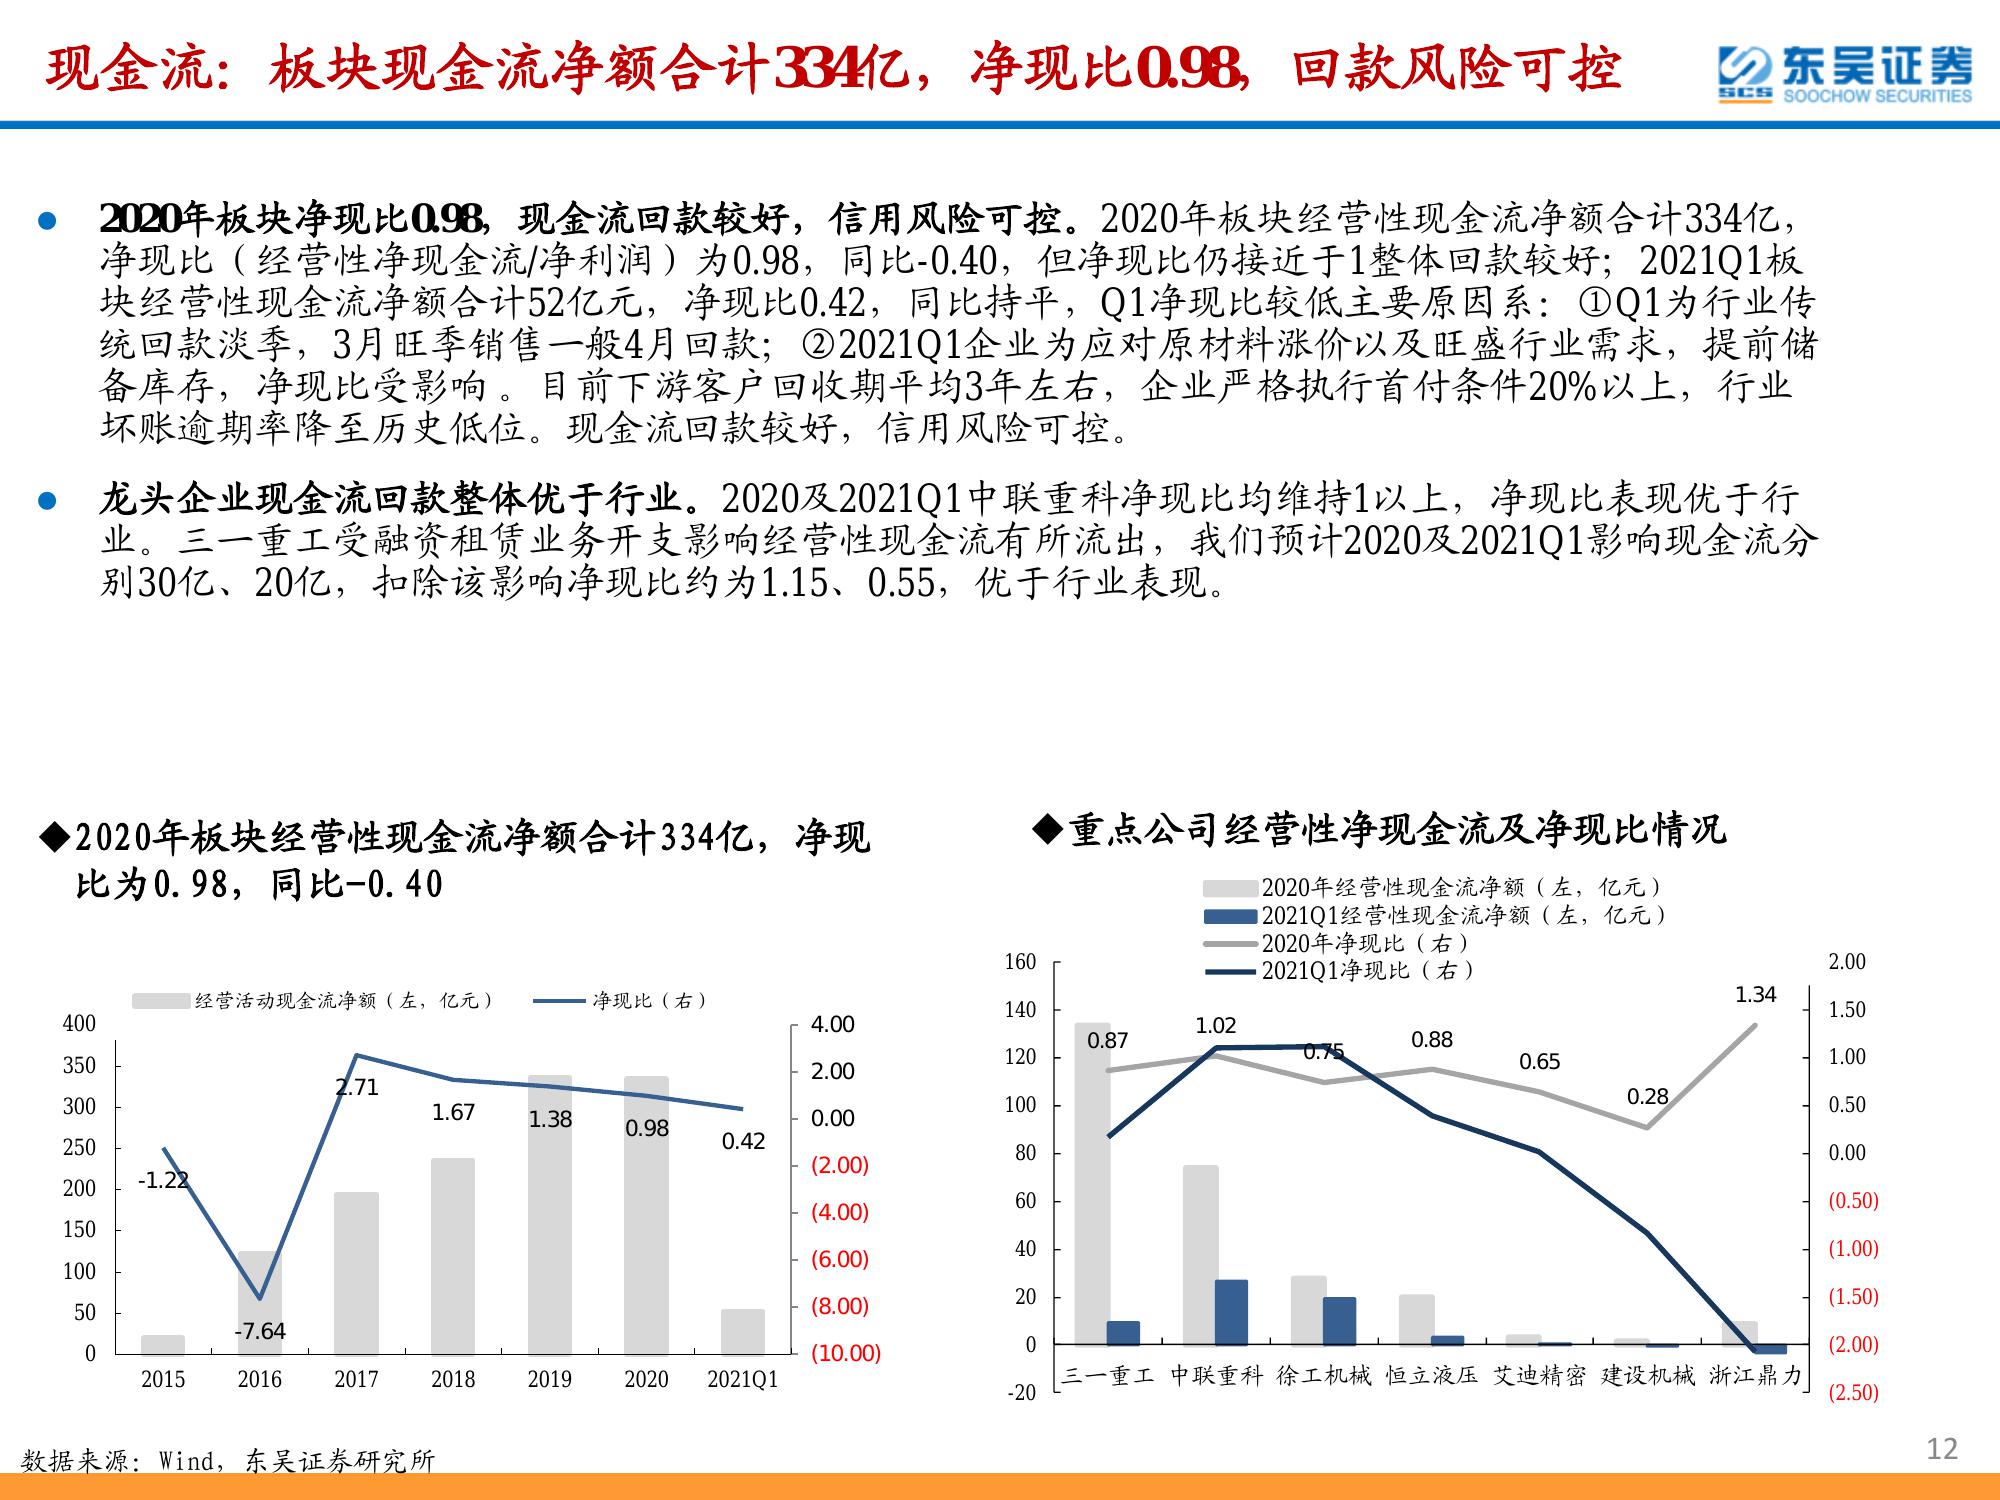 现金流：板块现金流净额合计334亿，净现比0.98，回款风险可控
东吴证券
SCS
SOOCHOW SECURITIES
● 2020年板块净现比0.98，现金流回款较好，信用风险可控。2020年板块经营性现金流净额合计334亿，
净现比（经营性净现金流/净利润）为0.98，同比-0.40，但净现比仍接近于1整体回款较好；2021Q1板
块经营性现金流净额合计52亿元，净现比0.42，同比持平，Q1净现比较低主要原因系：①Q1为行业传
统回款淡季，3月旺季销售一般4月回款；②2021Q1企业为应对原材料涨价以及旺盛行业需求，提前储
备库存，净现比受影响 。目前下游客户回收期平均3年左右，企业严格执行首付条件20%以上，行业
坏账逾期率降至历史低位。现金流回款较好，信用风险可控。
● 龙头企业现金流回款整体优于行业。2020及2021Q1中联重科净现比均维持1以上，净现比表现优于行
业。三一重工受融资租赁业务开支影响经营性现金流有所流出，我们预计2020及2021Q1影响现金流分
别30亿、20亿，扣除该影响净现比约为1.15、0.55，优于行业表现。
◆2020年板块经营性现金流净额合计334亿，净现
比为0.98，同比-0.40
经营活动现金流净额（左，亿元） 净现比（右）
400
350
300
250
200
150
100
50
0
4.00
2.00
0.00
(2.00)
(4.00)
(6.00)
(8.00)
(10.00)
-1.22
-7.64
2.71
1.67
1.38
0.98
0.42
2015 2016 2017 2018 2019 2020 2021Q1
◆重点公司经营性净现金流及净现比情况
2020年经营性现金流净额（左，亿元）
2021Q1经营性现金流净额（左，亿元）
2020年净现比（右）
2021Q1净现比（右）
160
140
120
100
80
60
40
20
0
-20
2.00
1.50
1.00
0.50
0.00
(0.50)
(1.00)
(1.50)
(2.00)
(2.50)
0.87
1.02
0.75
0.88
0.65
0.28
1.34
三一重工 中联重科 徐工机械 恒立液压 艾迪精密 建设机械 浙江鼎力
数据来源：Wind，东吴证券研究所
12